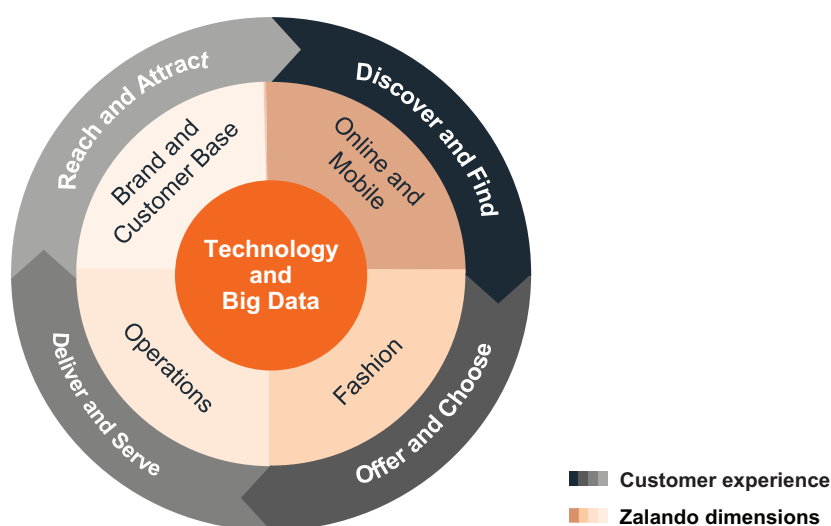 Reach and Attract
Discover and Find
Brand and
Customer Base
Online and
Mobile
Technology
and
Big Data
Operations
Fashion
Deliver and Serve
Offer and Choose
Customer experience
Zalando dimensions